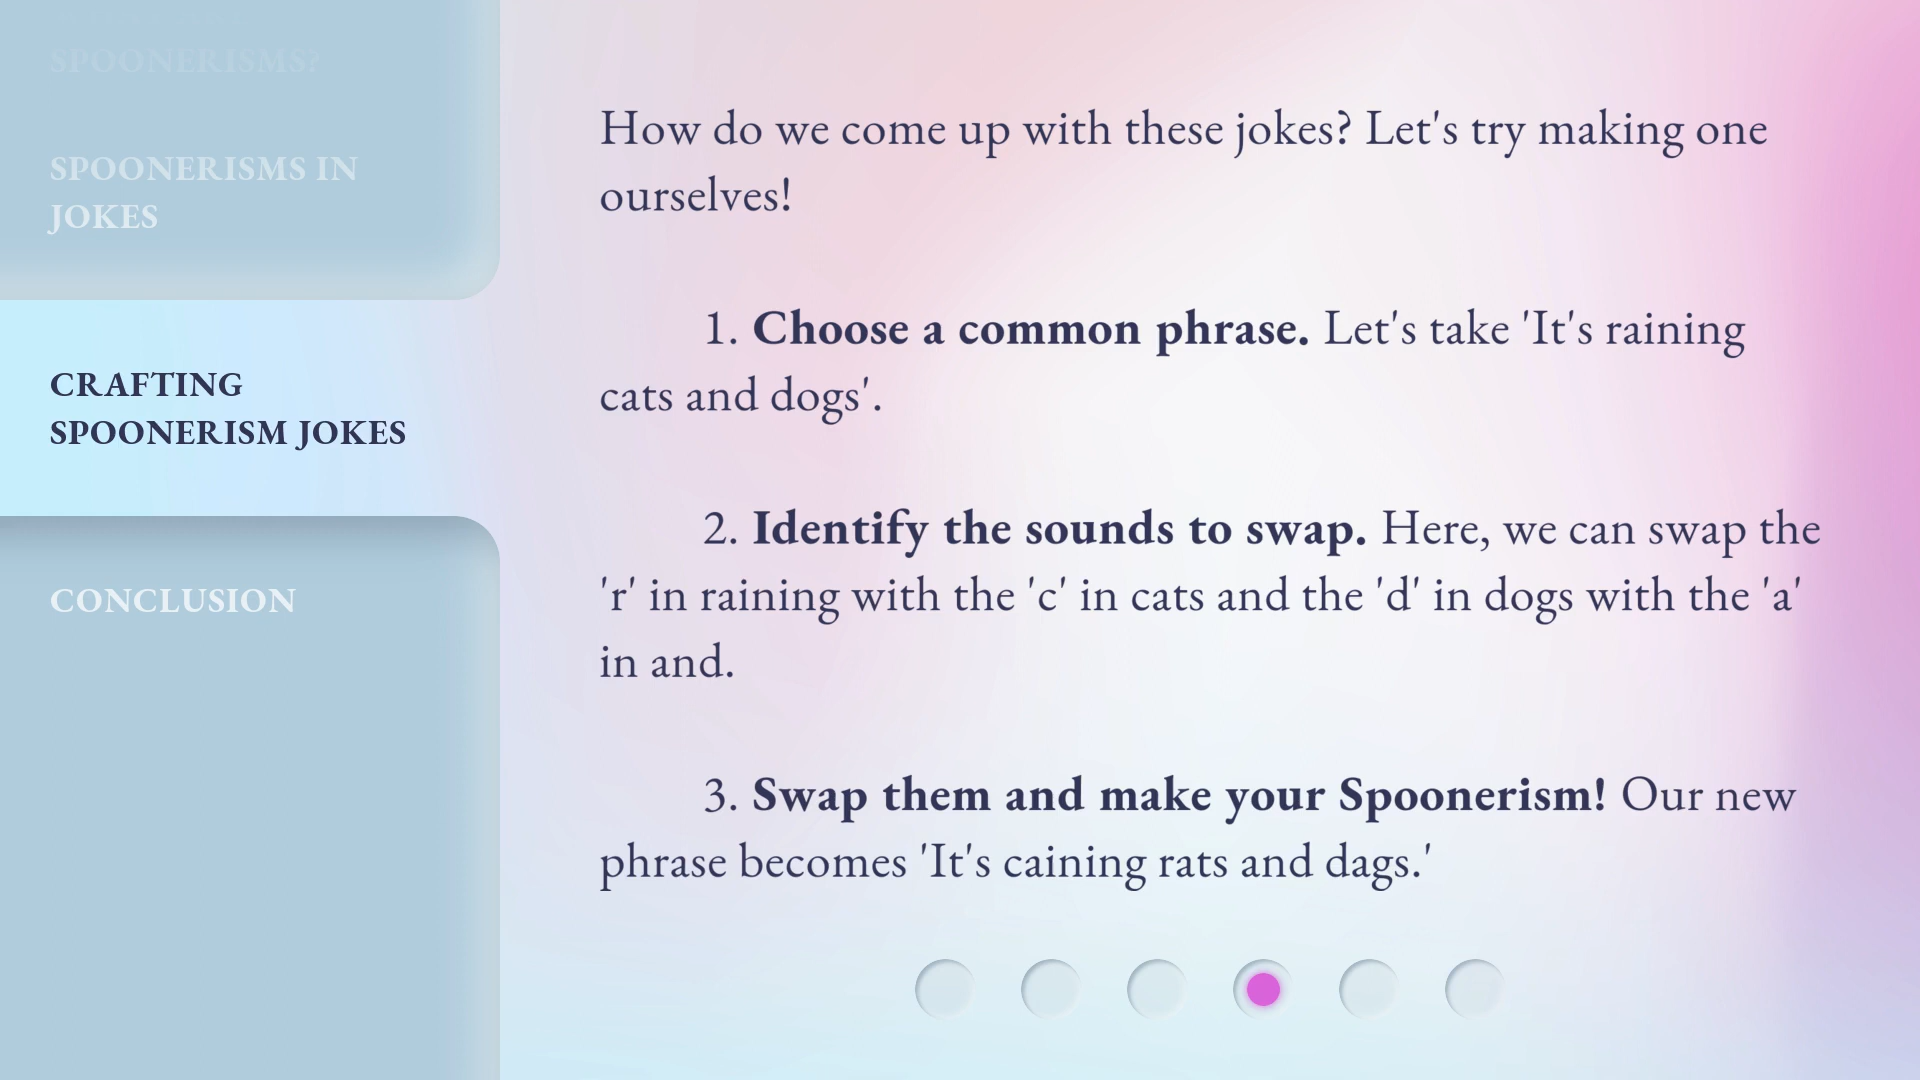 SPOONERISMS?
SPOONERISMS IN
JOKES
CRAFTING
SPOONERISM JOKES
CONCLUSION
How do we come up with these jokes? Let's try making one
ourselves!
1. Choose a common phrase. Let's take 'It's raining
cats and dogs'.
2. Identify the sounds to swap. Here, we can swap the
'r' in raining with the 'c' in cats and the 'd' in dogs with the 'a'
in and.
3. Swap them and make your Spoonerism! Our new
phrase becomes 'It's caining rats and dags.'